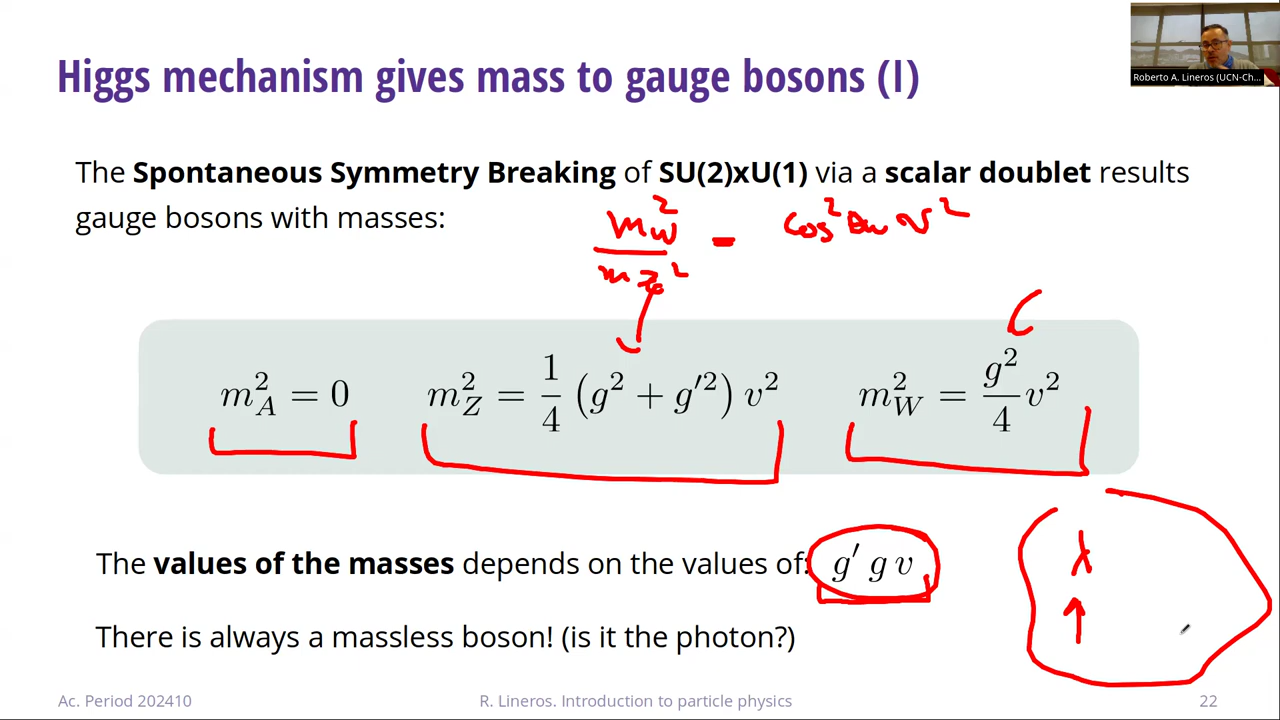 Higgs mechanism gives mass to gauge bosons (I)
Roberto A. Lineros (UCN-Ch...
The Spontaneous Symmetry Breaking of SU(2)xU(1) via a scalar doublet results
gauge bosons with masses:
m_W^2 / m_Z^2 = cos^2 θw v^2
m_A^2 = 0 m_Z^2 = 1/4 (g^2 + g'^2) v^2 m_W^2 = g^2/4 v^2
The values of the masses depends on the values of: g' g v
λ
There is always a massless boson! (is it the photon?)
Ac. Period 202410 R. Lineros. Introduction to particle physics 22